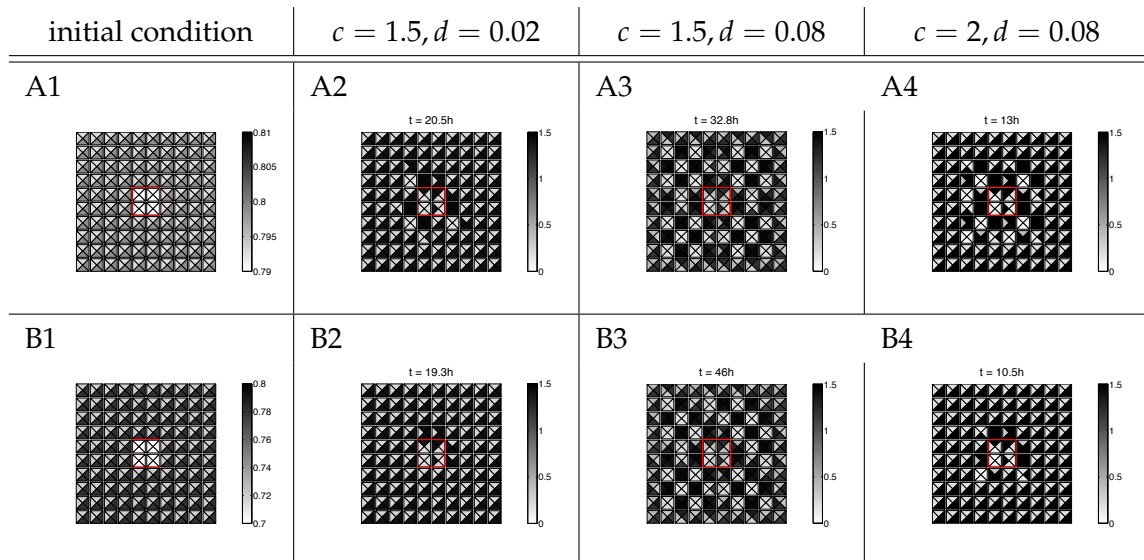 initial condition
c = 1.5, d = 0.02
c = 1.5, d = 0.08
c = 2, d = 0.08
A1
0.81
0.805
0.8
0.795
0.79
A2
t = 20.5h
1.5
1
0.5
0
A3
t = 32.8h
1.5
1
0.5
0
A4
t = 13h
1.5
1
0.5
0
B1
0.8
0.78
0.76
0.74
0.72
0.7
B2
t = 19.3h
1.5
1
0.5
0
B3
t = 46h
1.5
1
0.5
0
B4
t = 10.5h
1.5
1
0.5
0